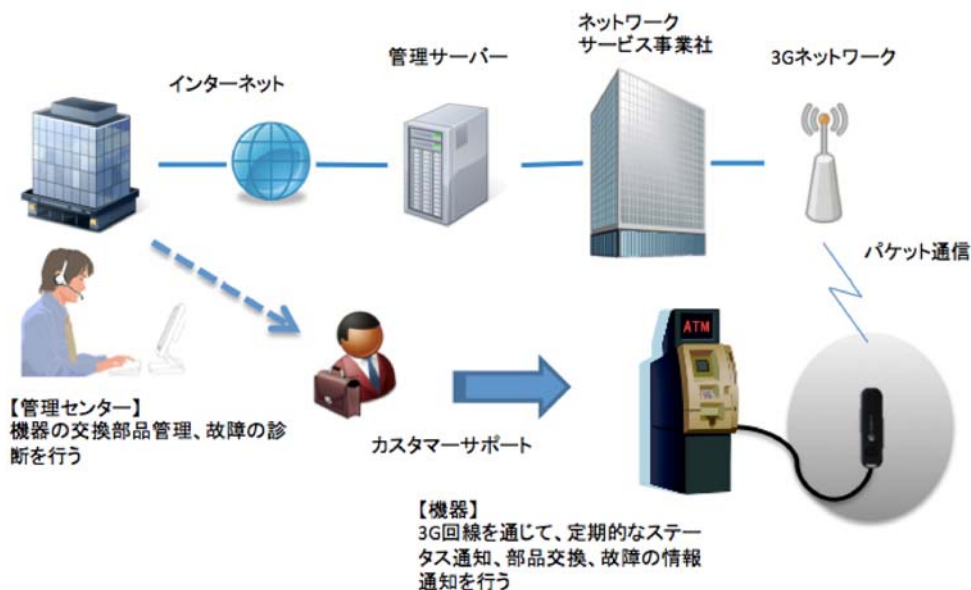 ネットワーク
サービス事業社
管理サーバー
3Gネットワーク
インターネット
パケット通信
ATM
【管理センター】
機器の交換部品管理、故障の診
断を行う
カスタマーサポート
【機器】
3G回線を通じて、定期的なステー
タス通知、部品交換、故障の情報
通知を行う